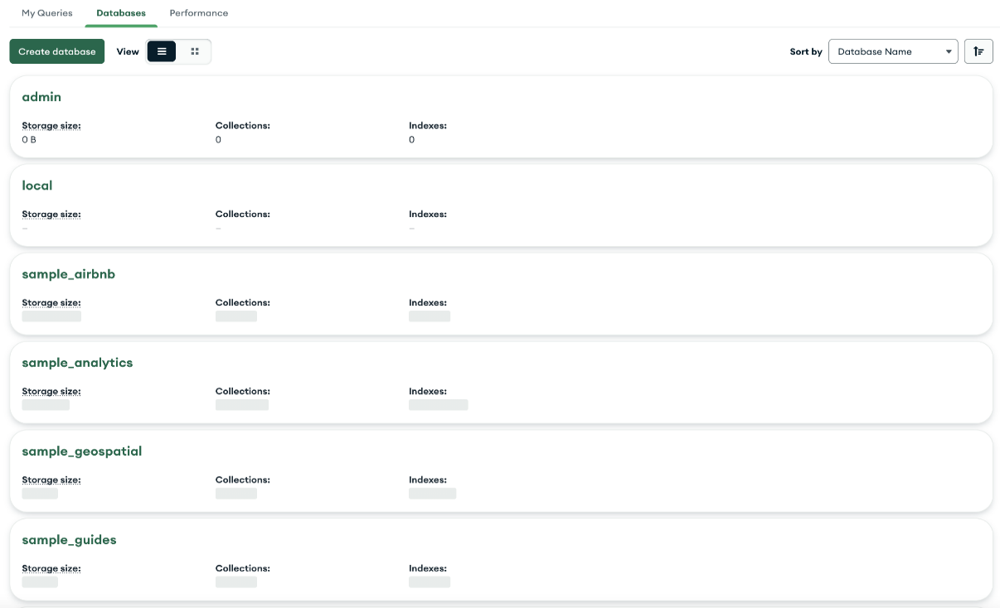 My Queries Databases Performance
Create database View Sort by Database Name
admin
Storage size: Collections: Indexes:
0 B 0 0
local
Storage size: Collections: Indexes:
– – –
sample_airbnb
Storage size: Collections: Indexes:
sample_analytics
Storage size: Collections: Indexes:
sample_geospatial
Storage size: Collections: Indexes:
sample_guides
Storage size: Collections: Indexes: